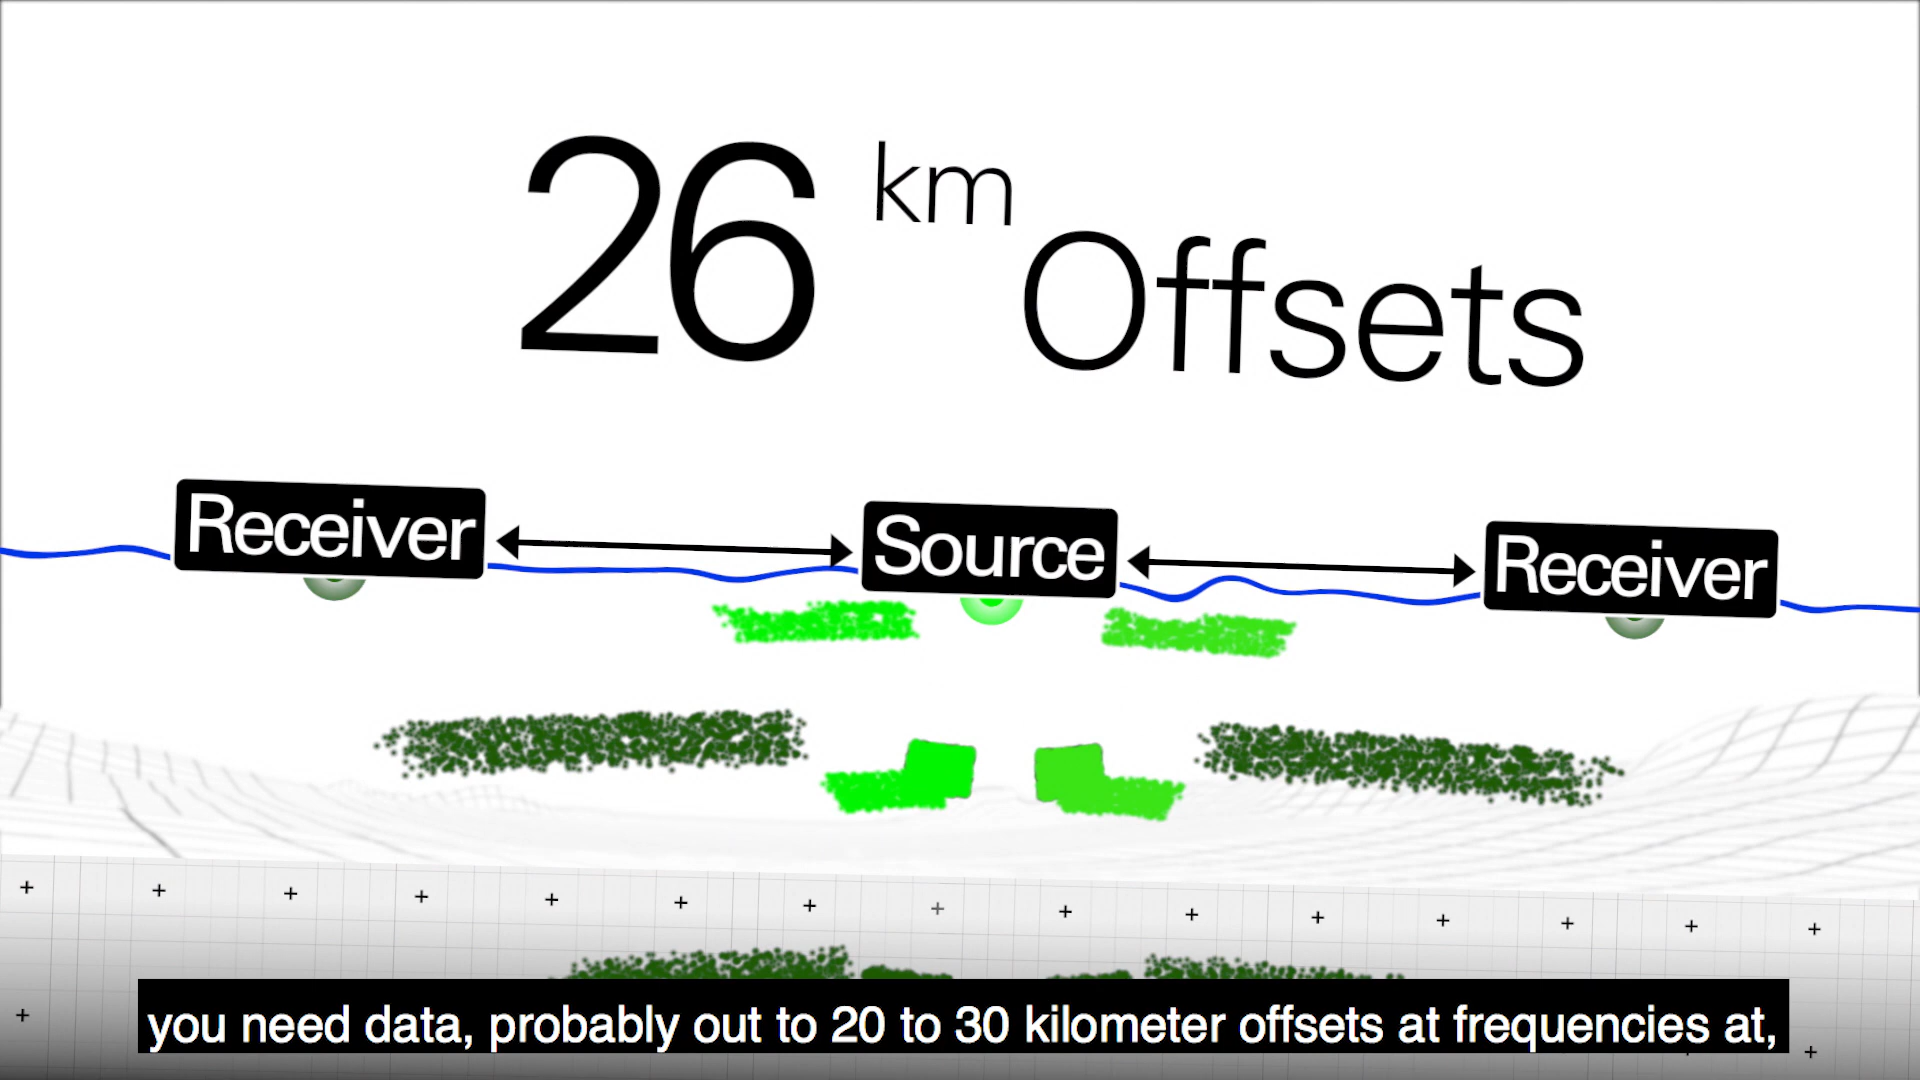 26 km Offsets
Receiver Source Receiver
you need data, probably out to 20 to 30 kilometer offsets at frequencies at,